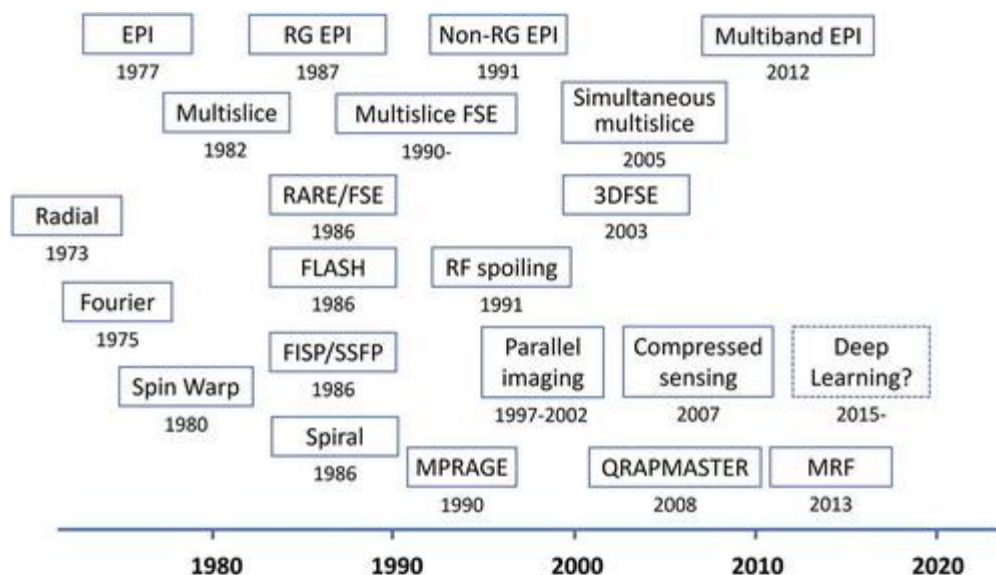 EPI
1977
RG EPI
1987
Non-RG EPI
1991
Multiband EPI
2012
Multislice
1982
Multislice FSE
1990-
Simultaneous
multislice
2005
Radial
1973
RARE/FSE
1986
3DFSE
2003
Fourier
1975
FLASH
1986
RF spoiling
1991
Spin Warp
1980
FISP/SSFP
1986
Parallel
imaging
1997-2002
Compressed
sensing
2007
Deep
Learning?
2015-
Spiral
1986
MPRAGE
1990
QRAPMASTER
2008
MRF
2013
1980
1990
2000
2010
2020